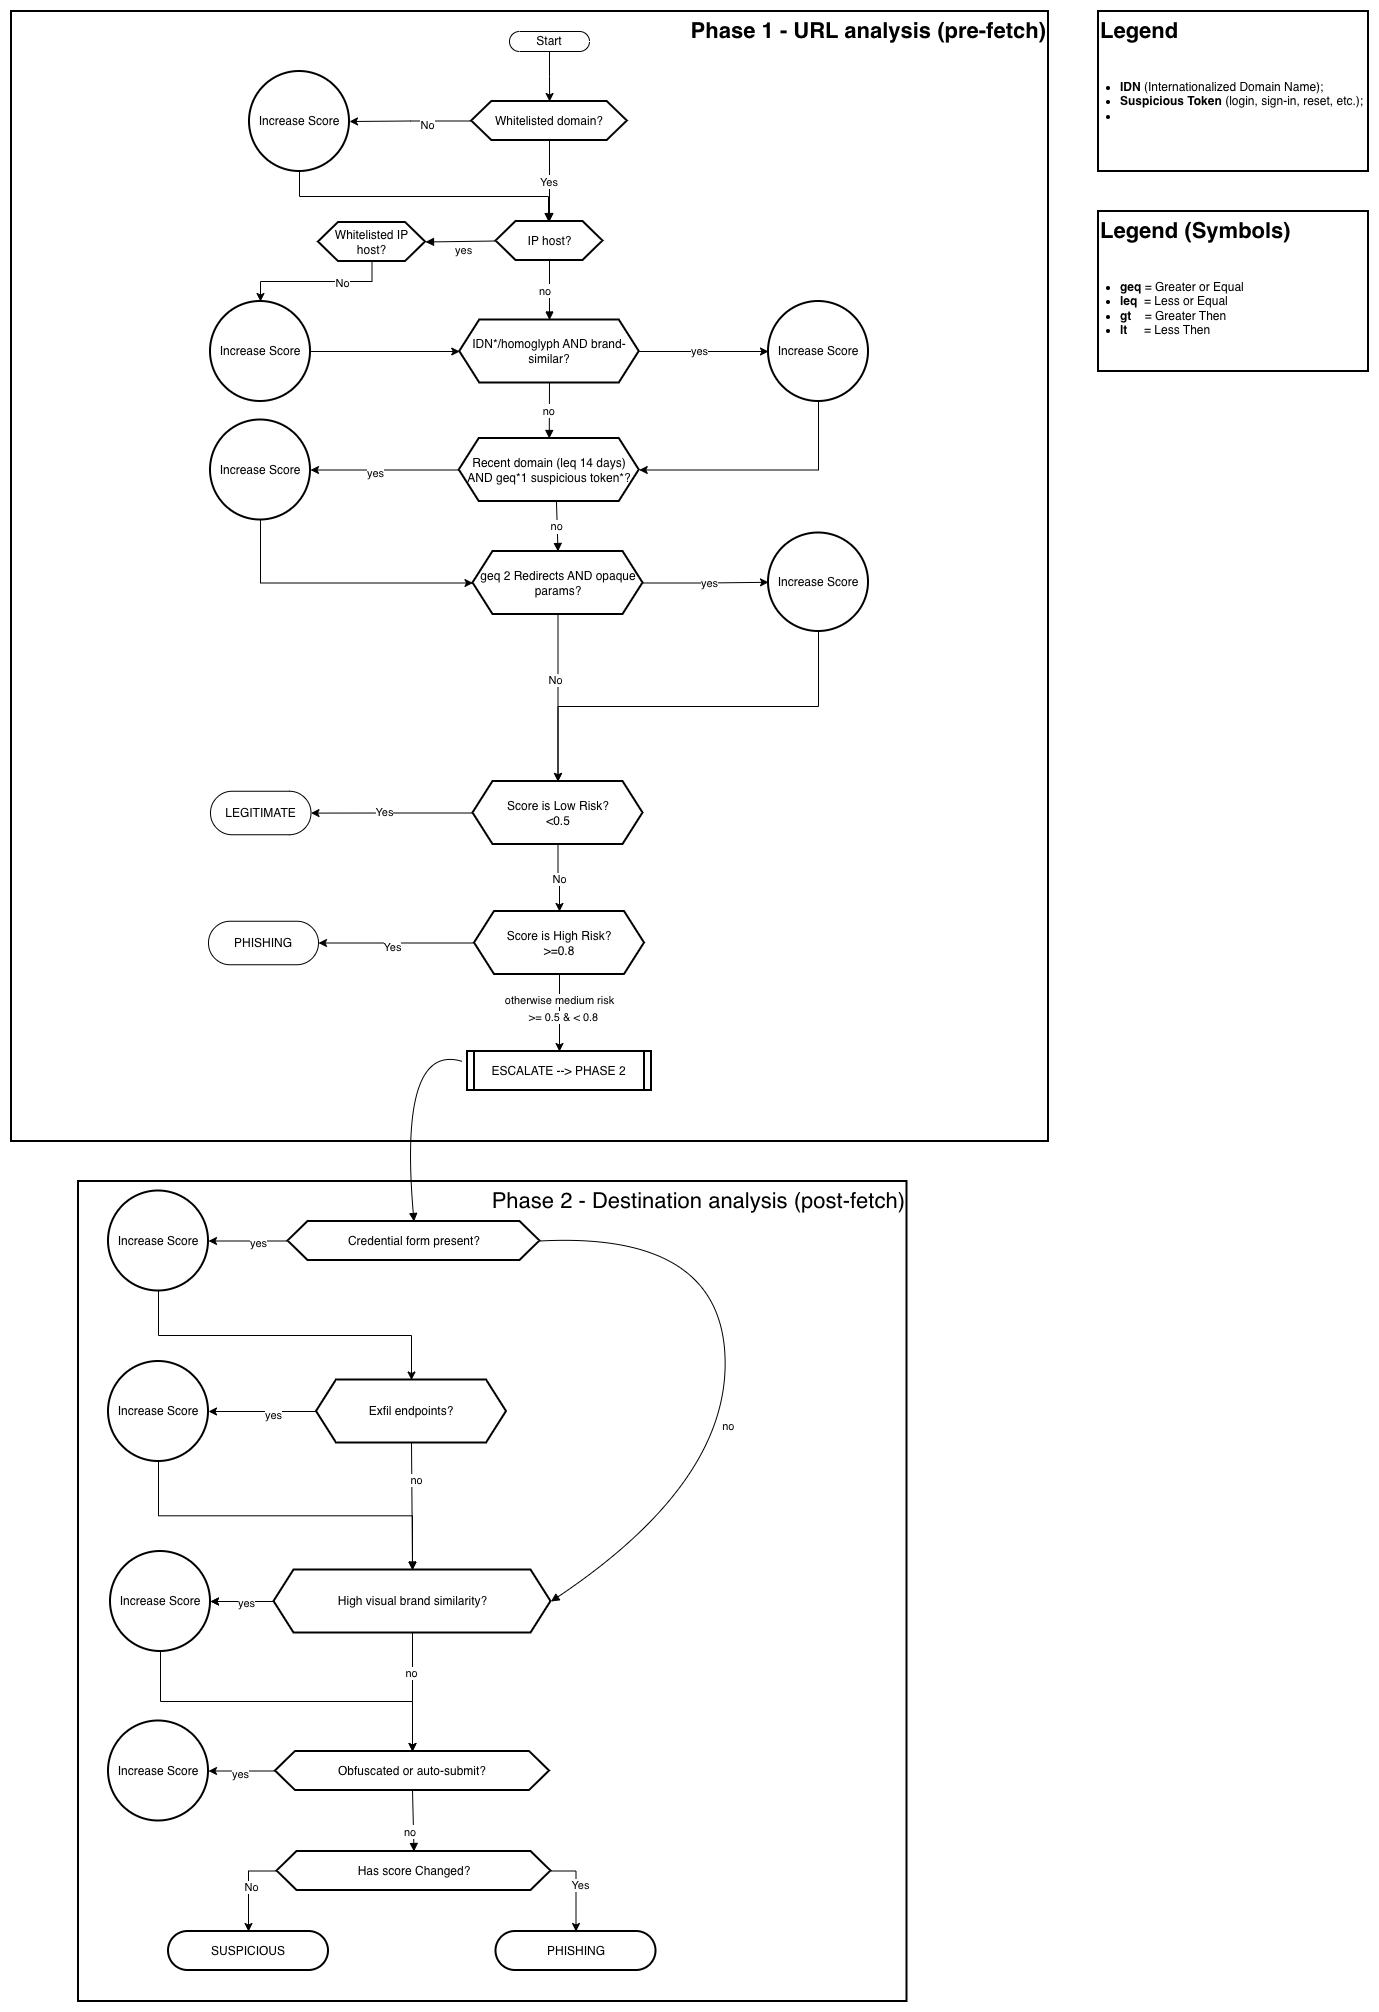 Phase 1 - URL analysis (pre-fetch)
Start
Increase Score
No
Whitelisted domain?
Yes
Whitelisted IP
host?
yes
IP host?
No
no
Increase Score
IDN*/homoglyph AND brand-
similar?
yes
Increase Score
no
Increase Score
yes
Recent domain (leq 14 days)
AND geq*1 suspicious token*?
no
geq 2 Redirects AND opaque
params?
yes
Increase Score
No
LEGITIMATE
Yes
Score is Low Risk?
<0.5
No
PHISHING
Yes
Score is High Risk?
>=0.8
otherwise medium risk
>= 0.5 & < 0.8
ESCALATE --> PHASE 2
Legend
• IDN (Internationalized Domain Name);
• Suspicious Token (login, sign-in, reset, etc.);
•
Legend (Symbols)
• geq = Greater or Equal
• leq = Less or Equal
• gt = Greater Then
• lt = Less Then
Phase 2 - Destination analysis (post-fetch)
Increase Score
yes
Credential form present?
no
Increase Score
yes
Exfil endpoints?
no
Increase Score
yes
High visual brand similarity?
no
Increase Score
yes
Obfuscated or auto-submit?
no
Has score Changed?
No
Yes
SUSPICIOUS
PHISHING